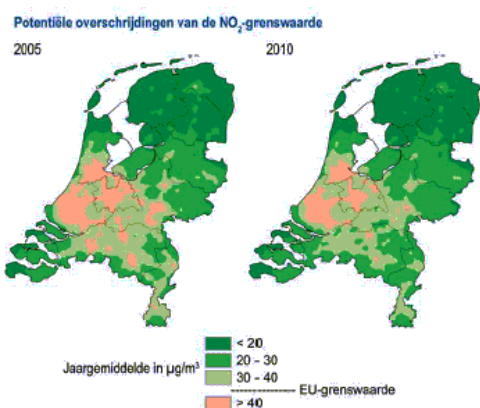 Potentiële overschrijdingen van de NO₂-grenswaarde
2005
2010
Jaargemiddelde in µg/m³
< 20
20 - 30
30 - 40
EU-grenswaarde
> 40